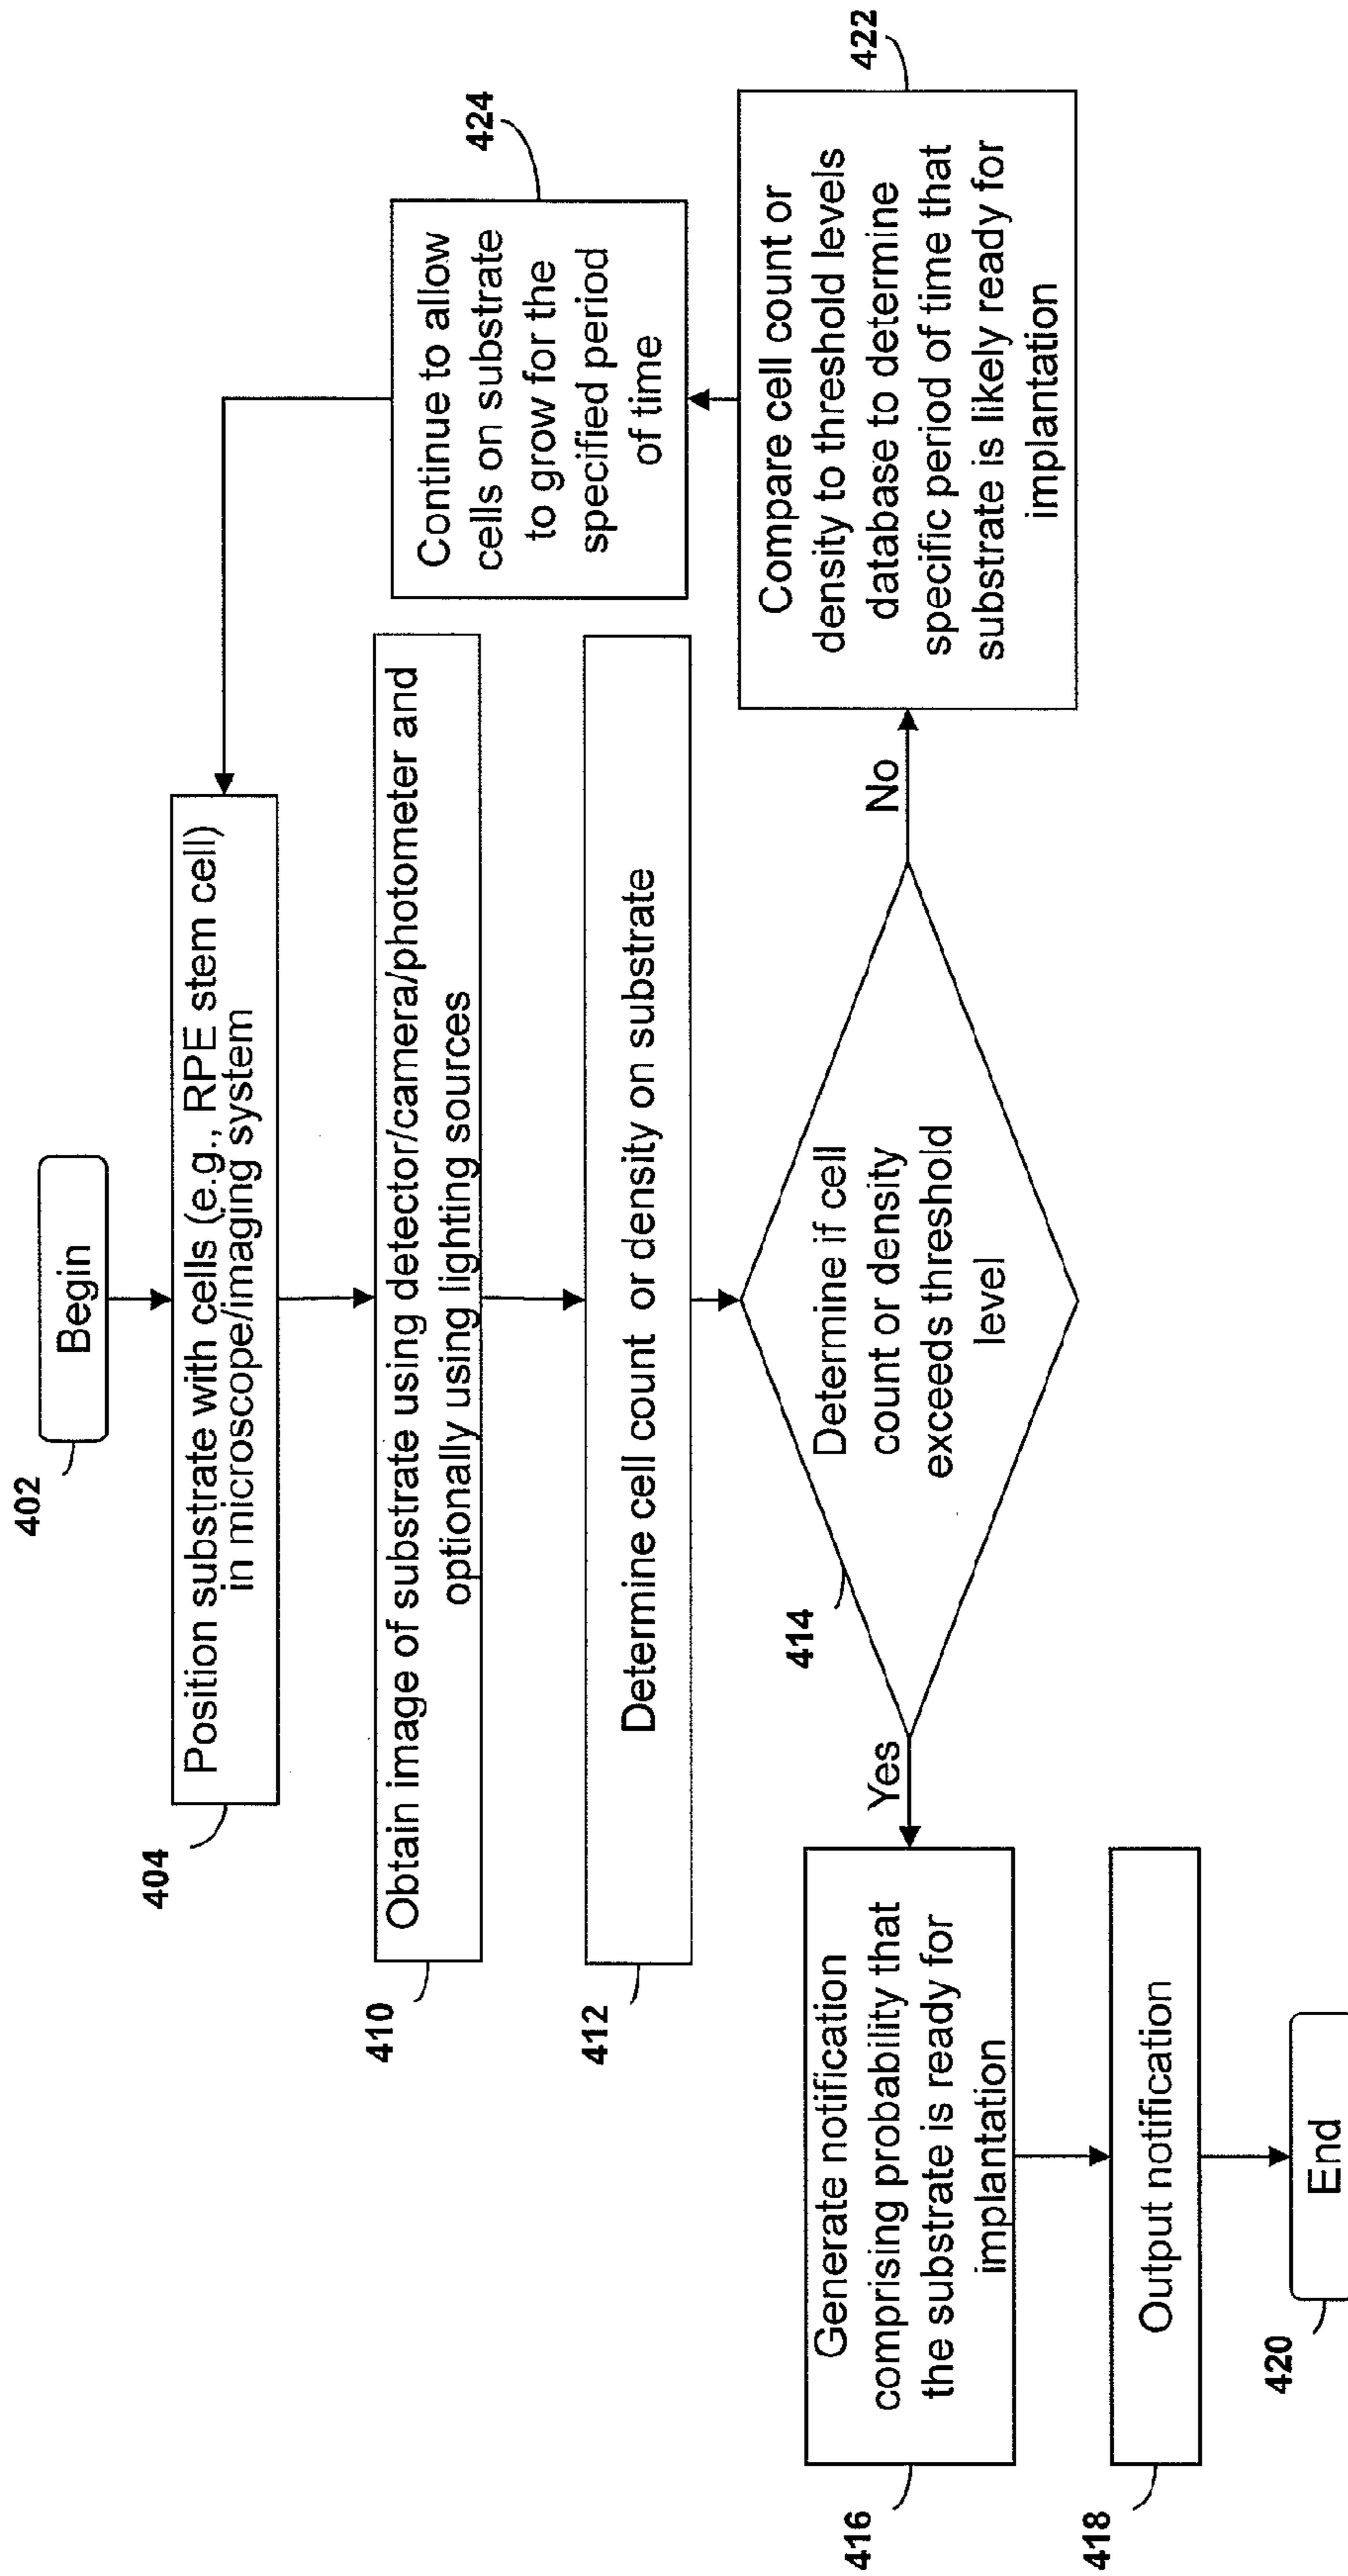 402
Begin
404
Position substrate with cells (e.g., RPE stem cell)
in microscope/imaging system
410
Obtain image of substrate using detector/camera/photometer and
optionally using lighting sources
412
Determine cell count or density on substrate
414
Determine if cell
count or density
exceeds threshold
level
Yes
No
416
Generate notification
comprising probability that
the substrate is ready for
implantation
418
Output notification
420
End
422
Compare cell count or
density to threshold levels
database to determine
specific period of time that
substrate is likely ready for
implantation
424
Continue to allow
cells on substrate
to grow for the
specified period
of time